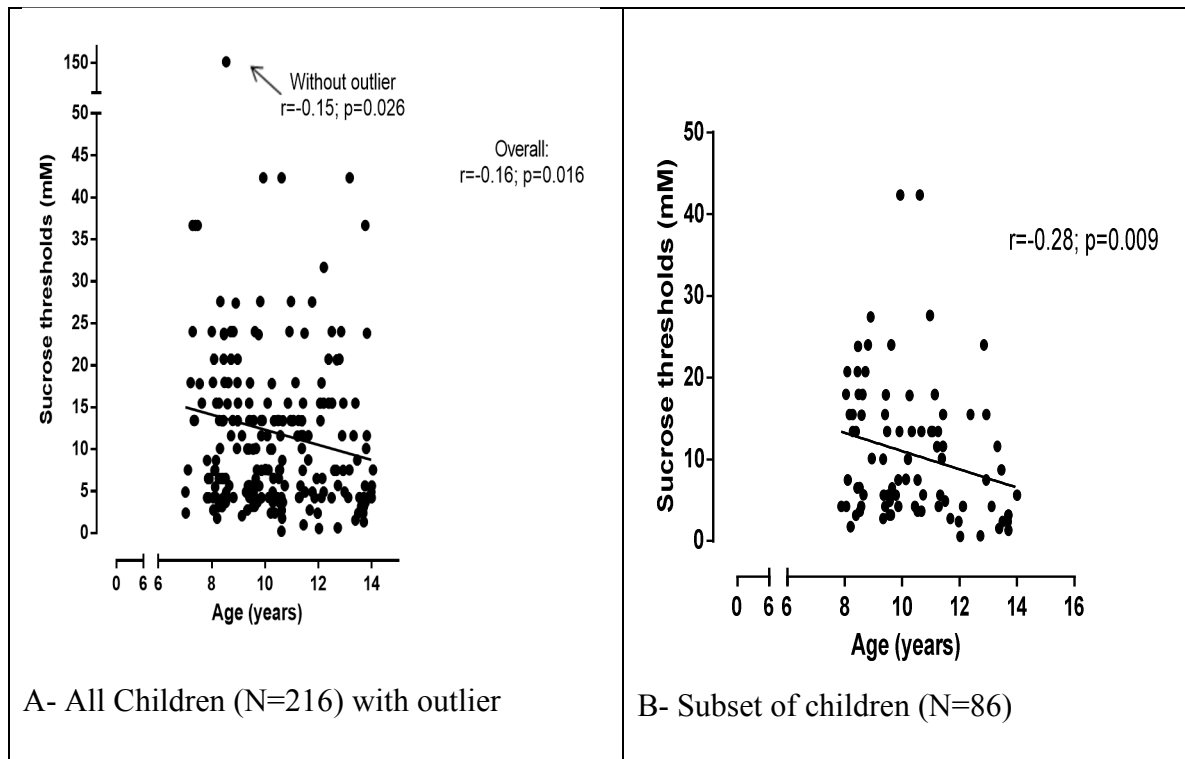 150
Without outlier
r=-0.15; p=0.026
50
45
40
35
30
25
20
15
10
5
0
Sucrose thresholds (mM)
Overall:
r=-0.16; p=0.016
0 6 6 8 10 12 14
Age (years)
A- All Children (N=216) with outlier
50
40
30
20
10
0
Sucrose thresholds (mM)
r=-0.28; p=0.009
0 6 6 8 10 12 14 16
Age (years)
B- Subset of children (N=86)